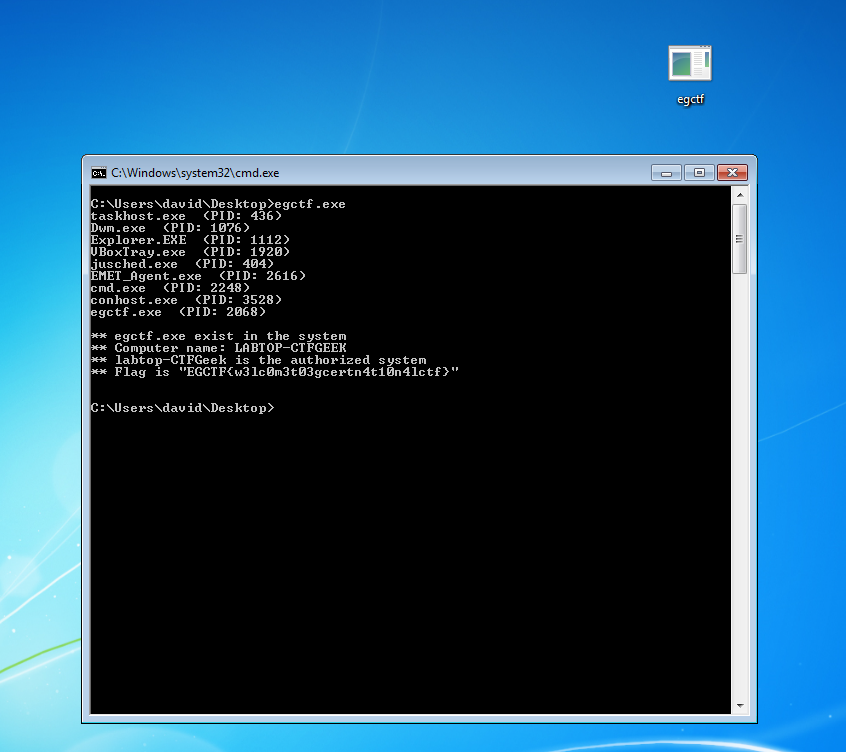 egctf
C:\Windows\system32\cmd.exe
C:\Users\david\Desktop>egctf.exe
taskhost.exe  (PID: 436)
Dwm.exe  (PID: 1076)
Explorer.EXE  (PID: 1112)
VBoxTray.exe  (PID: 1920)
jusched.exe  (PID: 404)
EMET_Agent.exe  (PID: 2616)
cmd.exe  (PID: 2248)
conhost.exe  (PID: 3528)
egctf.exe  (PID: 2068)
** egctf.exe exist in the system
** Computer name: LABTOP-CTFGEEK
** labtop-CTFGeek is the authorized system
** Flag is "EGCTF{w3lc0m3t03gcertn4t10n4lctf}"
C:\Users\david\Desktop>